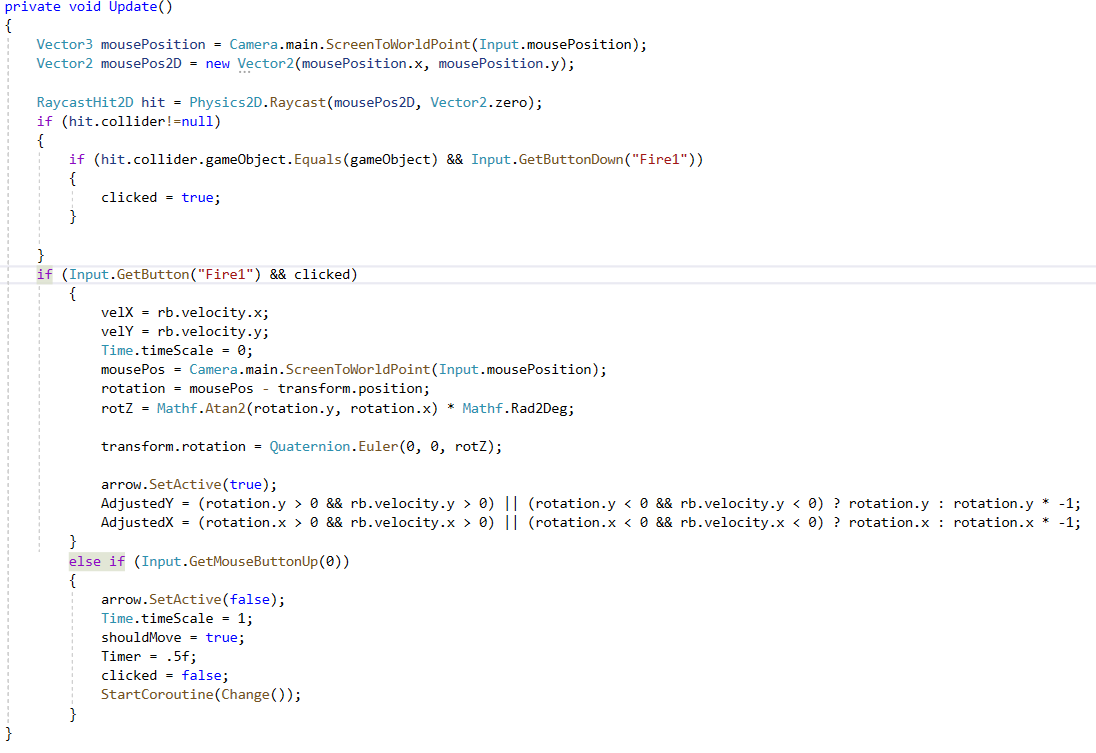 private void Update()
{
    Vector3 mousePosition = Camera.main.ScreenToWorldPoint(Input.mousePosition);
    Vector2 mousePos2D = new Vector2(mousePosition.x, mousePosition.y);

    RaycastHit2D hit = Physics2D.Raycast(mousePos2D, Vector2.zero);
    if (hit.collider!=null)
    {
        if (hit.collider.gameObject.Equals(gameObject) && Input.GetButtonDown("Fire1"))
        {
            clicked = true;
        }

    }
    if (Input.GetButton("Fire1") && clicked)
        {
            velX = rb.velocity.x;
            velY = rb.velocity.y;
            Time.timeScale = 0;
            mousePos = Camera.main.ScreenToWorldPoint(Input.mousePosition);
            rotation = mousePos - transform.position;
            rotZ = Mathf.Atan2(rotation.y, rotation.x) * Mathf.Rad2Deg;

            transform.rotation = Quaternion.Euler(0, 0, rotZ);

            arrow.SetActive(true);
            AdjustedY = (rotation.y > 0 && rb.velocity.y > 0) || (rotation.y < 0 && rb.velocity.y < 0) ? rotation.y : rotation.y * -1;
            AdjustedX = (rotation.x > 0 && rb.velocity.x > 0) || (rotation.x < 0 && rb.velocity.x < 0) ? rotation.x : rotation.x * -1;
        }
        else if (Input.GetMouseButtonUp(0))
        {
            arrow.SetActive(false);
            Time.timeScale = 1;
            shouldMove = true;
            Timer = .5f;
            clicked = false;
            StartCoroutine(Change());
        }
}